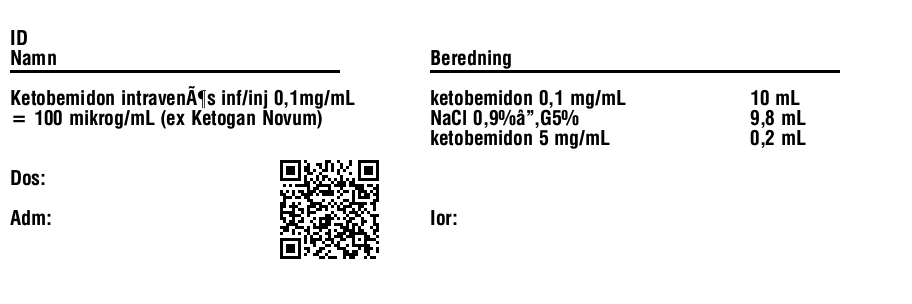 ID
Namn
Ketobemidon intravenÃ¶s inf/inj 0,1mg/mL
= 100 mikrog/mL (ex Ketogan Novum)
Dos:
Adm:
Beredning
ketobemidon 0,1 mg/mL 10 mL
NaCl 0,9%â”‚G5% 9,8 mL
ketobemidon 5 mg/mL 0,2 mL
Ior: